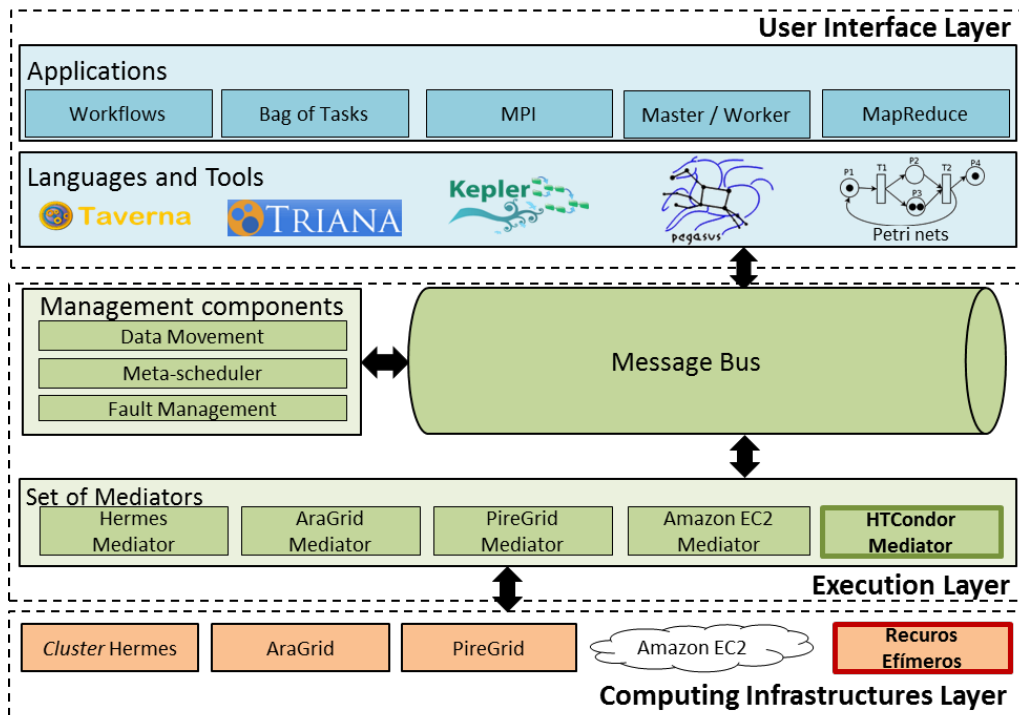 User Interface Layer
Applications
Workflows
Bag of Tasks
MPI
Master / Worker
MapReduce
Languages and Tools
Taverna
TRIANA
Kepler
pegasus
P1
T1
P2
T2
P4
P3
Petri nets
Management components
Data Movement
Meta-scheduler
Fault Management
Message Bus
Set of Mediators
Hermes
Mediator
AraGrid
Mediator
PireGrid
Mediator
Amazon EC2
Mediator
HTCondor
Mediator
Execution Layer
Cluster Hermes
AraGrid
PireGrid
Amazon EC2
Recuros
Efímeros
Computing Infrastructures Layer